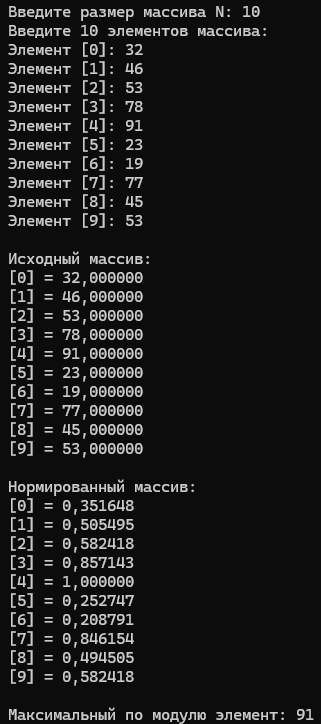 Введите размер массива N: 10
Введите 10 элементов массива:
Элемент [0]: 32
Элемент [1]: 46
Элемент [2]: 53
Элемент [3]: 78
Элемент [4]: 91
Элемент [5]: 23
Элемент [6]: 19
Элемент [7]: 77
Элемент [8]: 45
Элемент [9]: 53
Исходный массив:
[0] = 32,000000
[1] = 46,000000
[2] = 53,000000
[3] = 78,000000
[4] = 91,000000
[5] = 23,000000
[6] = 19,000000
[7] = 77,000000
[8] = 45,000000
[9] = 53,000000
Нормированный массив:
[0] = 0,351648
[1] = 0,505495
[2] = 0,582418
[3] = 0,857143
[4] = 1,000000
[5] = 0,252747
[6] = 0,208791
[7] = 0,846154
[8] = 0,494505
[9] = 0,582418
Максимальный по модулю элемент: 91